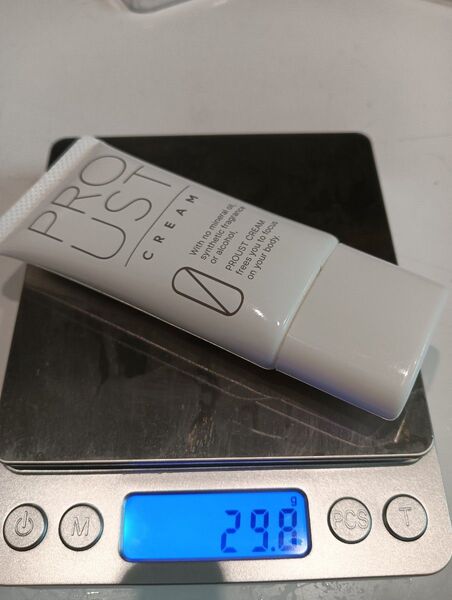 PRO
UST
CREAM
With no mineral oil,
synthetic fragrance
or alcohol,
PROUST CREAM
frees you to focus
on your body.
g
29.8
M
PCS
T